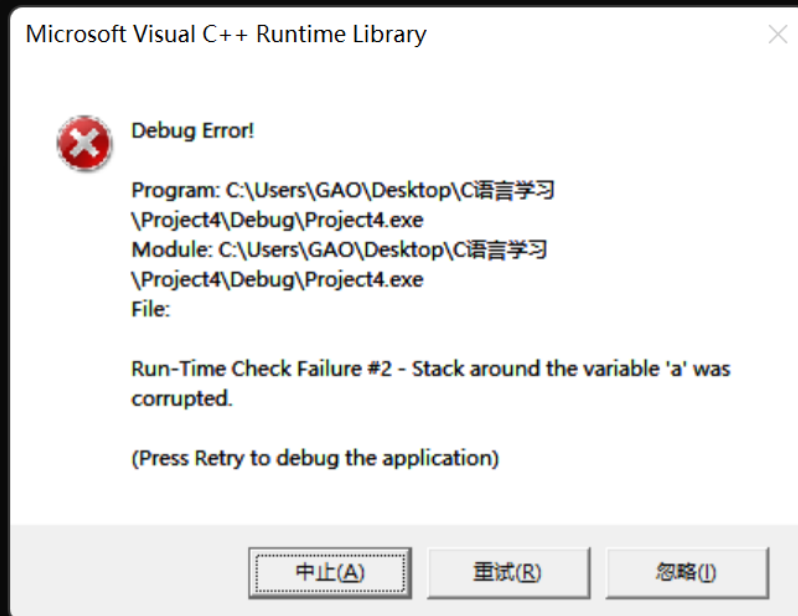 Microsoft Visual C++ Runtime Library
Debug Error!
Program: C:\Users\GAO\Desktop\C语言学习
\Project4\Debug\Project4.exe
Module: C:\Users\GAO\Desktop\C语言学习
\Project4\Debug\Project4.exe
File:
Run-Time Check Failure #2 - Stack around the variable 'a' was
corrupted.
(Press Retry to debug the application)
中止(A) 重试(R) 忽略(I)